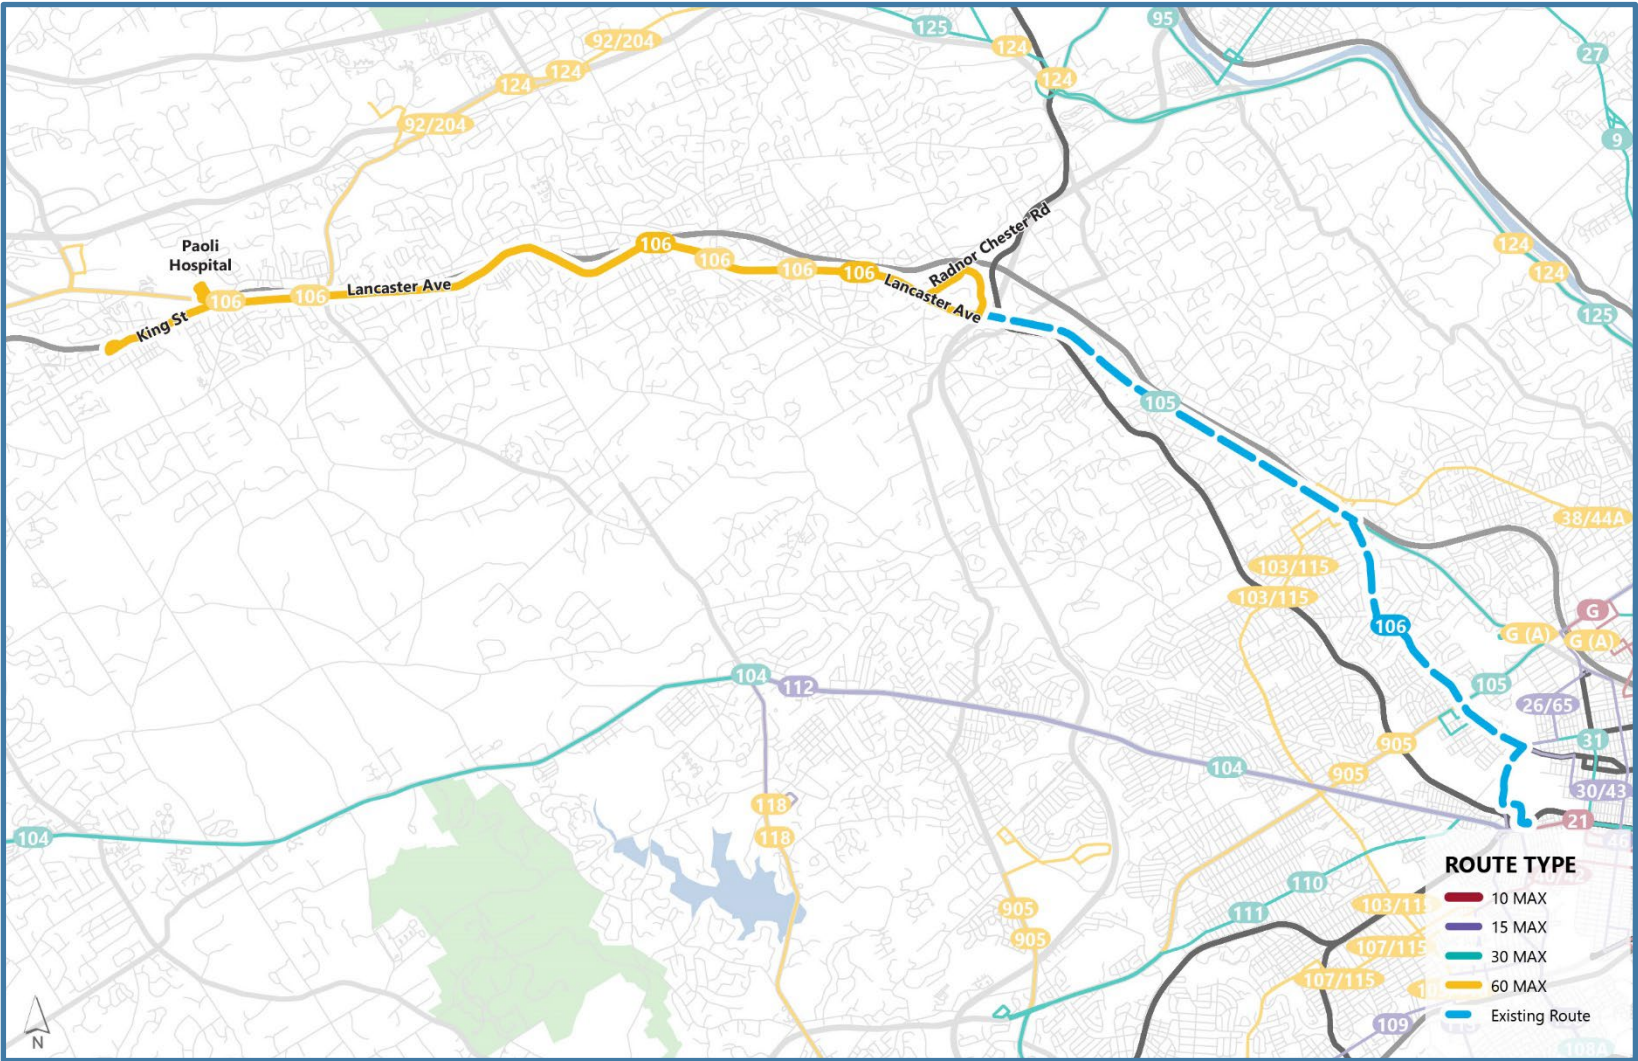 92/204
125
95
124
124
27
124
124
92/204
9
Paoli
Hospital
Radnor Chester Rd
106
106
106
106
Lancaster Ave
106
106
Lancaster Ave
King St
124
124
125
105
38/44A
103/115
103/115
G
106
G (A)
G (A)
104
112
105
26/65
905
31
905
104
30/43
118
21
118
104
ROUTE TYPE
110
10 MAX
111
905
15 MAX
905
107/115
30 MAX
107/115
60 MAX
109
Existing Route
108A
N